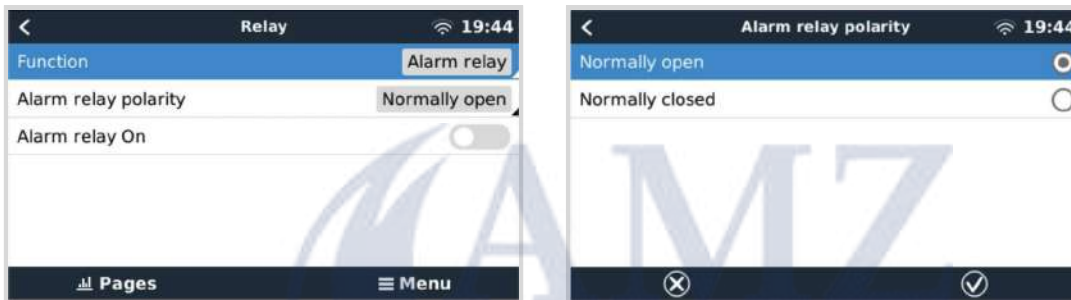 Relay 19:44
Function Alarm relay
Alarm relay polarity Normally open
Alarm relay On
Pages Menu
Alarm relay polarity 19:44
Normally open
Normally closed
AMZ